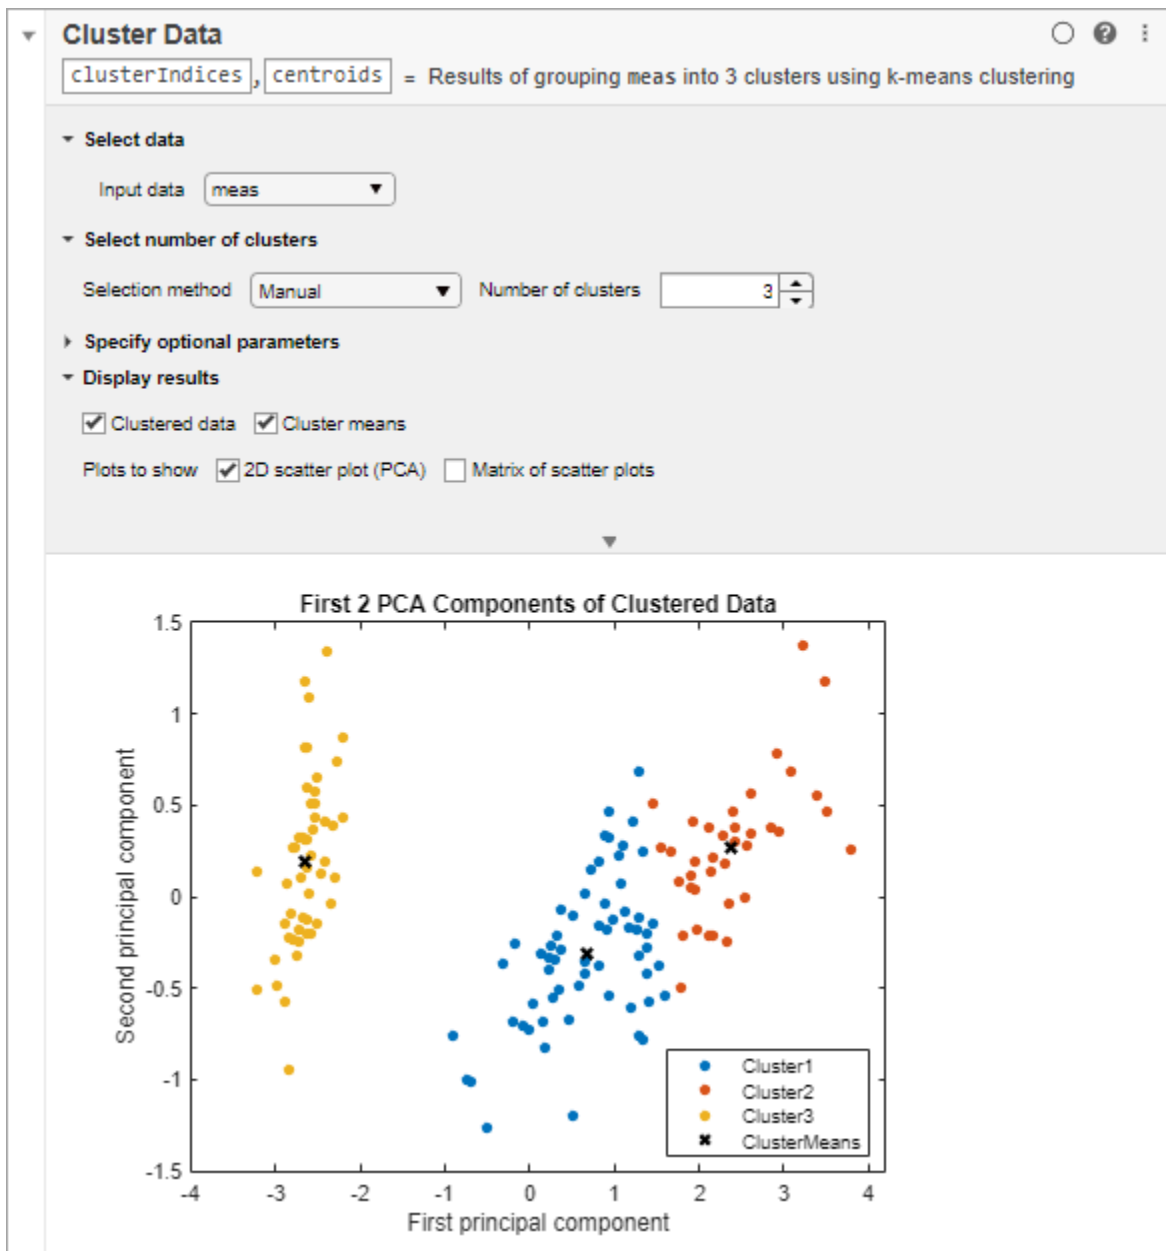 Cluster Data
clusterIndices , centroids = Results of grouping meas into 3 clusters using k-means clustering
Select data
Input data meas
Select number of clusters
Selection method Manual Number of clusters 3
Specify optional parameters
Display results
Clustered data Cluster means
Plots to show 2D scatter plot (PCA) Matrix of scatter plots
First 2 PCA Components of Clustered Data
1.5
1
0.5
0
-0.5
-1
-1.5
Second principal component
Cluster1
Cluster2
Cluster3
ClusterMeans
-4 -3 -2 -1 0 1 2 3 4
First principal component